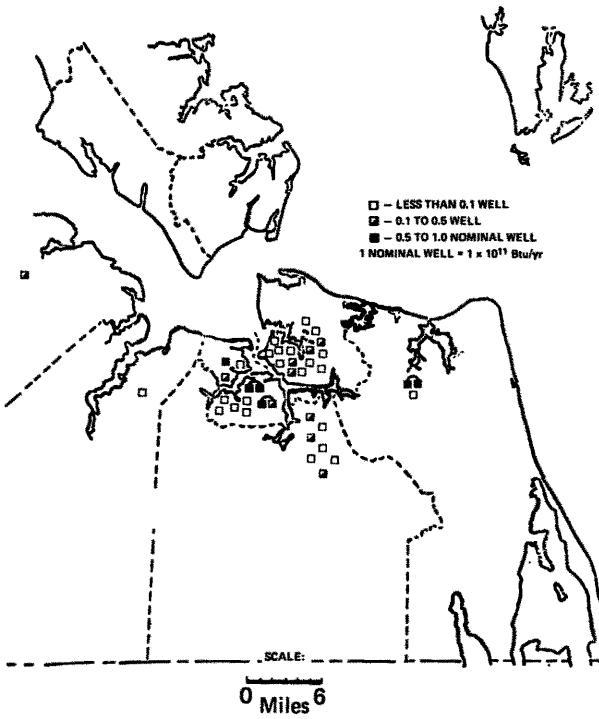 – LESS THAN 0.1 WELL
– 0.1 TO 0.5 WELL
– 0.5 TO 1.0 NOMINAL WELL
1 NOMINAL WELL = 1 x 10¹¹ Btu/yr
SCALE:
0 6
Miles